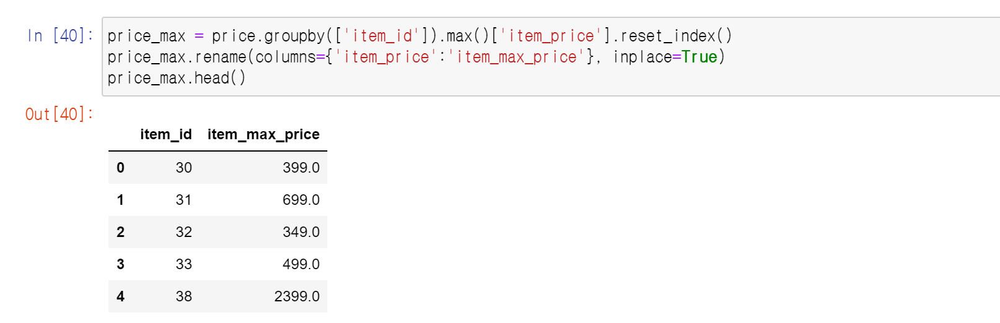 In [40]: price_max = price.groupby(['item_id']).max()['item_price'].reset_index()
price_max.rename(columns={'item_price':'item_max_price'}, inplace=True)
price_max.head()
Out[40]:
item_id item_max_price
0 30 399.0
1 31 699.0
2 32 349.0
3 33 499.0
4 38 2399.0